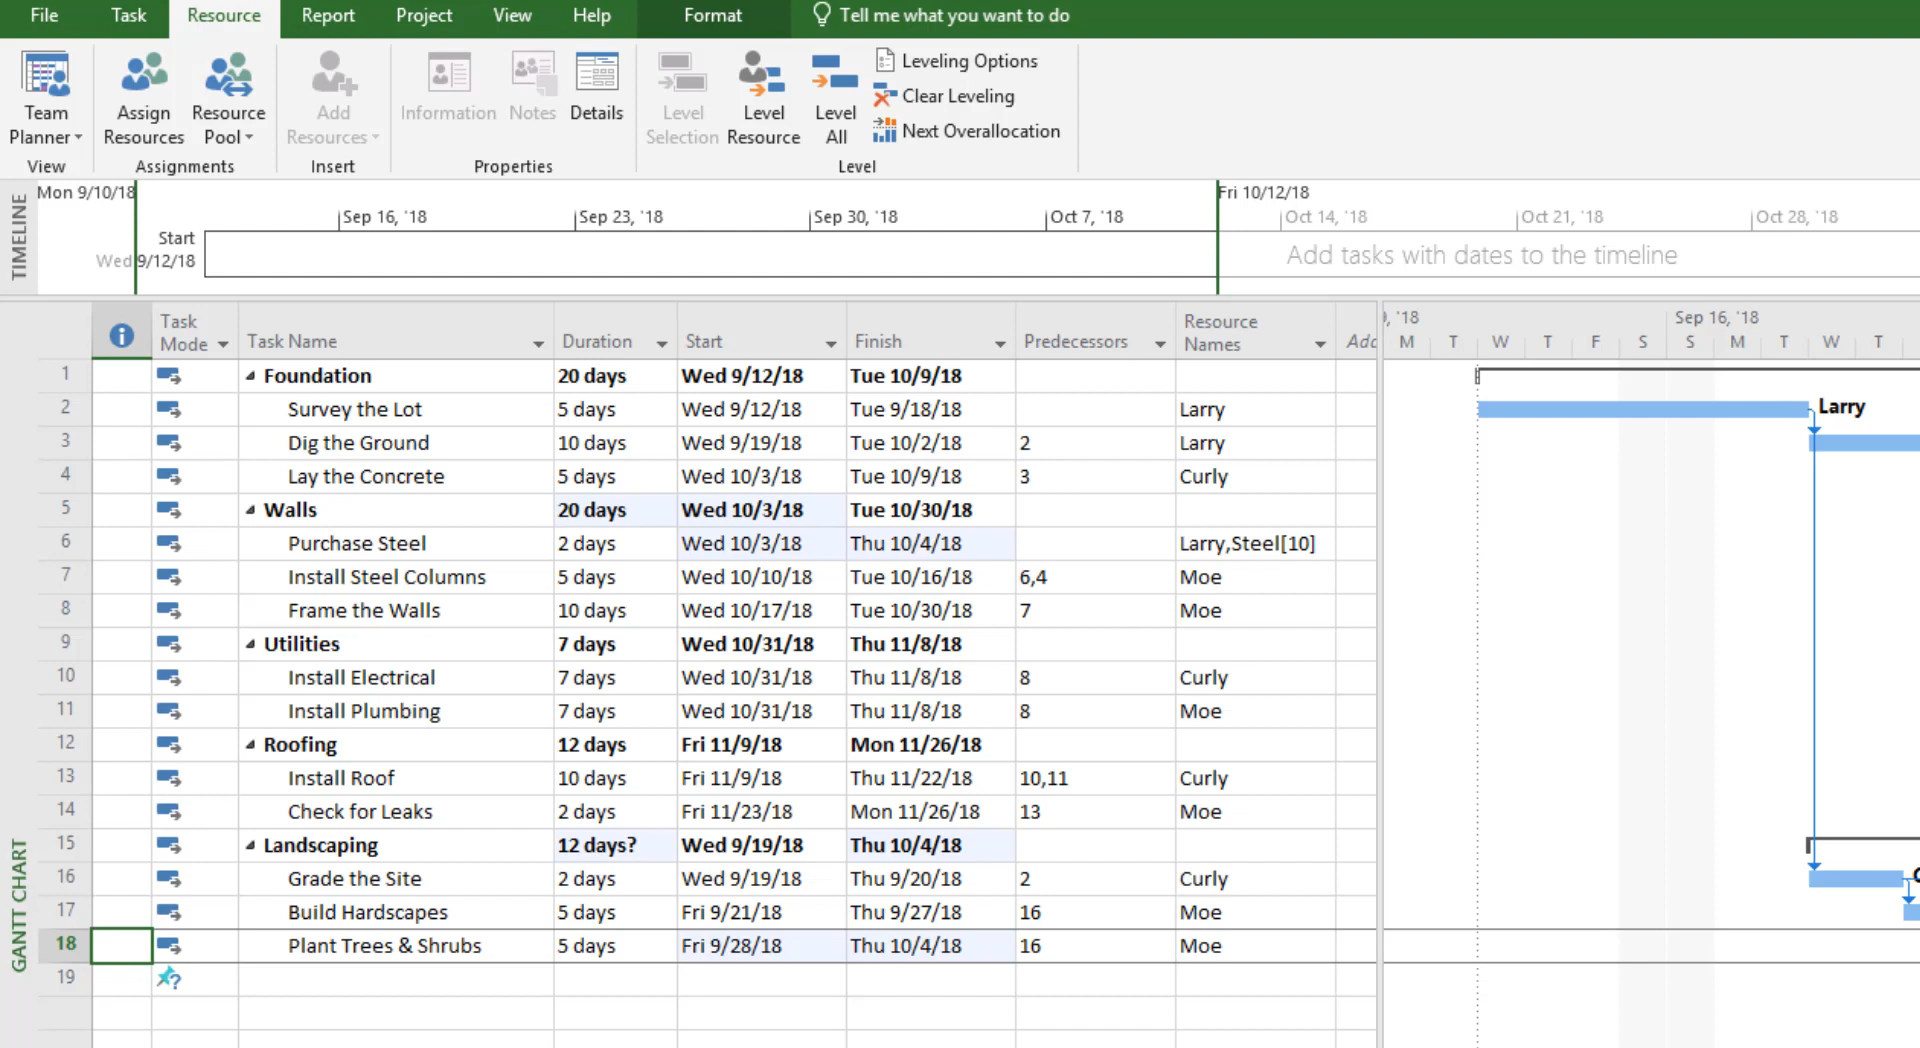 File Task Resource Report Project View Help Format Tell me what you want to do
Team Planner
Assign Resources
Resource Pool
Add Resources
Information
Notes
Details
Level Selection
Level Resource
Level All
Leveling Options
Clear Leveling
Next Overallocation
View Assignments Insert Properties Level
TIMELINE
Mon 9/10/18 Fri 10/12/18
Sep 16, '18 Sep 23, '18 Sep 30, '18 Oct 7, '18 Oct 14, '18 Oct 21, '18 Oct 28, '18
Start
Wed 9/12/18
Add tasks with dates to the timeline
Task Mode Task Name Duration Start Finish Predecessors Resource Names
, '18 Sep 16, '18
M T W T F S S M T W T
1 Foundation 20 days Wed 9/12/18 Tue 10/9/18
2 Survey the Lot 5 days Wed 9/12/18 Tue 9/18/18 Larry Larry
3 Dig the Ground 10 days Wed 9/19/18 Tue 10/2/18 2 Larry
4 Lay the Concrete 5 days Wed 10/3/18 Tue 10/9/18 3 Curly
5 Walls 20 days Wed 10/3/18 Tue 10/30/18
6 Purchase Steel 2 days Wed 10/3/18 Thu 10/4/18 Larry,Steel[10]
7 Install Steel Columns 5 days Wed 10/10/18 Tue 10/16/18 6,4 Moe
8 Frame the Walls 10 days Wed 10/17/18 Tue 10/30/18 7 Moe
9 Utilities 7 days Wed 10/31/18 Thu 11/8/18
10 Install Electrical 7 days Wed 10/31/18 Thu 11/8/18 8 Curly
11 Install Plumbing 7 days Wed 10/31/18 Thu 11/8/18 8 Moe
12 Roofing 12 days Fri 11/9/18 Mon 11/26/18
13 Install Roof 10 days Fri 11/9/18 Thu 11/22/18 10,11 Curly
14 Check for Leaks 2 days Fri 11/23/18 Mon 11/26/18 13 Moe
15 Landscaping 12 days? Wed 9/19/18 Thu 10/4/18
16 Grade the Site 2 days Wed 9/19/18 Thu 9/20/18 2 Curly
17 Build Hardscapes 5 days Fri 9/21/18 Thu 9/27/18 16 Moe
18 Plant Trees & Shrubs 5 days Fri 9/28/18 Thu 10/4/18 16 Moe
19
GANTT CHART